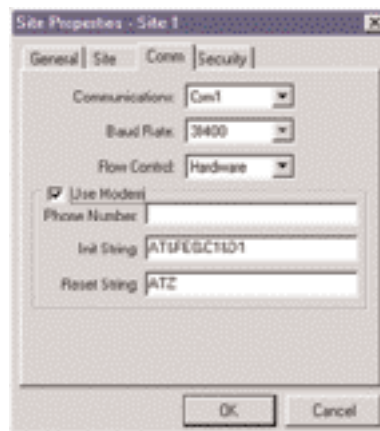 Site Properties - Site 1
General Site Comm Security
Communications: Com1
Baud Rate: 38400
Flow Control: Hardware
Use Modem
Phone Number
Init String
Reset String ATZ
OK Cancel